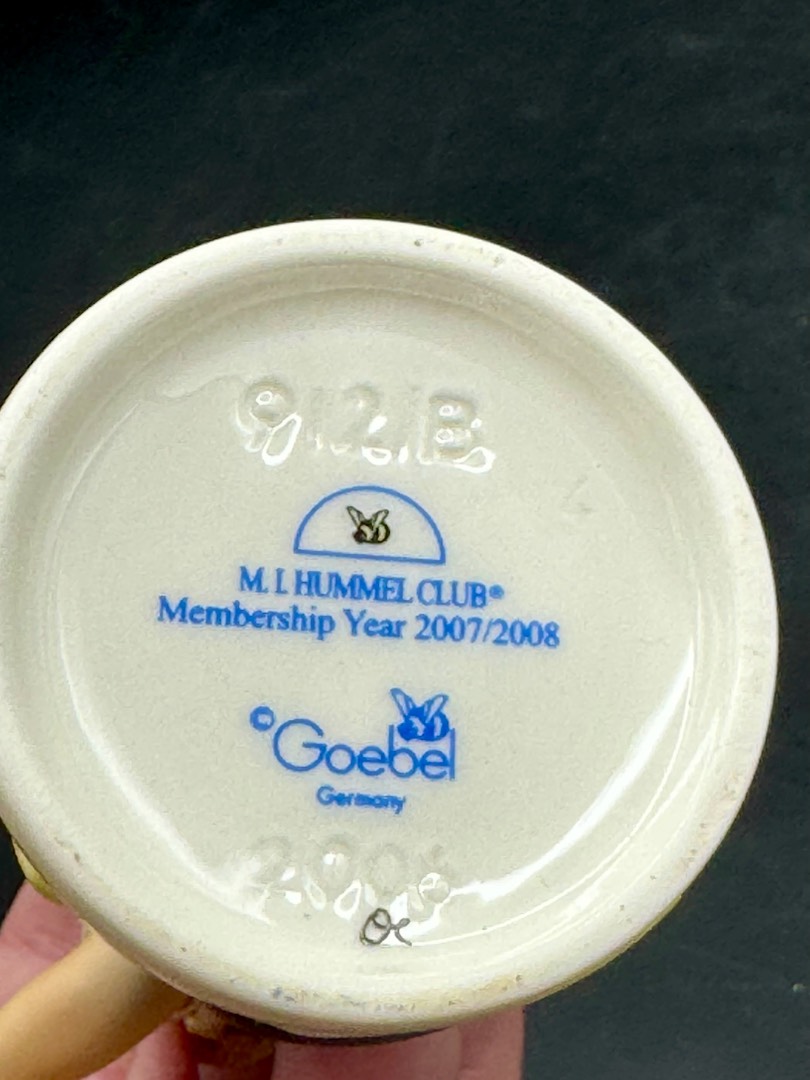 912/B
M. I. HUMMEL CLUB®
Membership Year 2007/2008
© Goebel
Germany